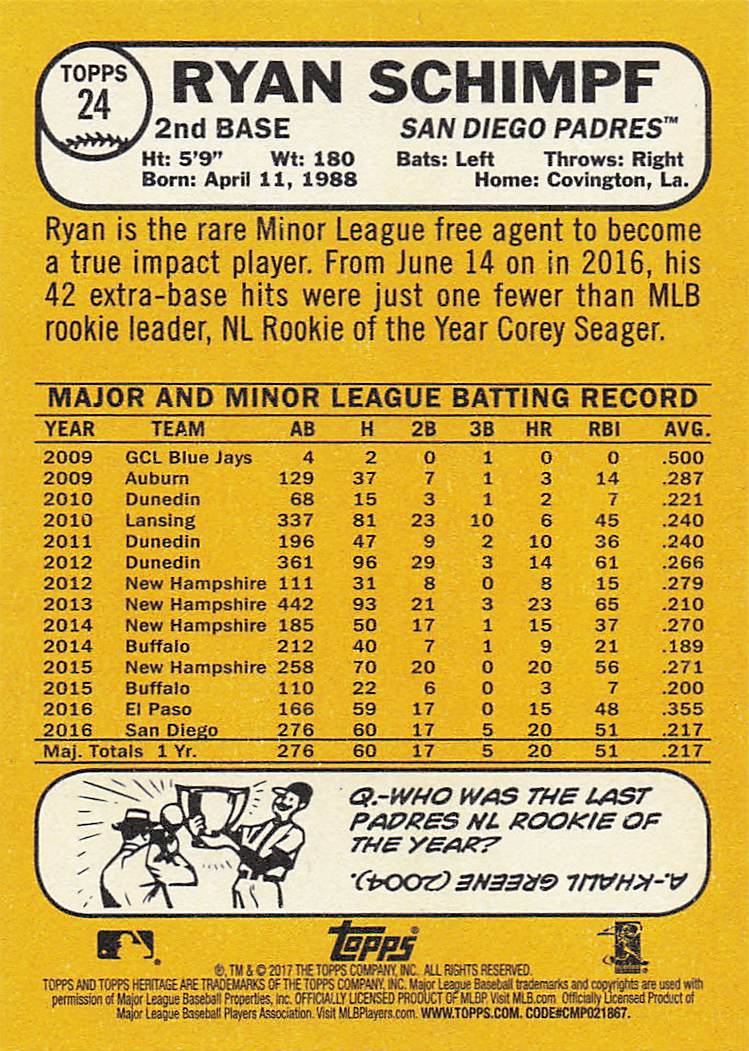 TOPPS
24
RYAN SCHIMPF
2nd BASE SAN DIEGO PADRES™
Ht: 5'9" Wt: 180 Bats: Left Throws: Right
Born: April 11, 1988 Home: Covington, La.
Ryan is the rare Minor League free agent to become
a true impact player. From June 14 on in 2016, his
42 extra-base hits were just one fewer than MLB
rookie leader, NL Rookie of the Year Corey Seager.
MAJOR AND MINOR LEAGUE BATTING RECORD
YEAR TEAM AB H 2B 3B HR RBI AVG.
2009 GCL Blue Jays 4 2 0 1 0 0 .500
2009 Auburn 129 37 7 1 3 14 .287
2010 Dunedin 68 15 3 1 2 7 .221
2010 Lansing 337 81 23 10 6 45 .240
2011 Dunedin 196 47 9 2 10 36 .240
2012 Dunedin 361 96 29 3 14 61 .266
2012 New Hampshire 111 31 8 0 8 15 .279
2013 New Hampshire 442 93 21 3 23 65 .210
2014 New Hampshire 185 50 17 1 15 37 .270
2014 Buffalo 212 40 7 1 9 21 .189
2015 New Hampshire 258 70 20 0 20 56 .271
2015 Buffalo 110 22 6 0 3 7 .200
2016 El Paso 166 59 17 0 15 48 .355
2016 San Diego 276 60 17 5 20 51 .217
Maj. Totals 1 Yr. 276 60 17 5 20 51 .217
Q.-WHO WAS THE LAST
PADRES NL ROOKIE OF
THE YEAR?
A.-KHALIL GREENE (2004).
topps®
®, TM & © 2017 THE TOPPS COMPANY, INC. ALL RIGHTS RESERVED.
TOPPS AND TOPPS HERITAGE ARE TRADEMARKS OF THE TOPPS COMPANY, INC. Major League Baseball trademarks and copyrights are used with
permission of Major League Baseball Properties, Inc. OFFICIALLY LICENSED PRODUCT OF MLBP. Visit MLB.com Officially Licensed Product of
Major League Baseball Players Association. Visit MLBPlayers.com. WWW.TOPPS.COM. CODE#CMP021867.